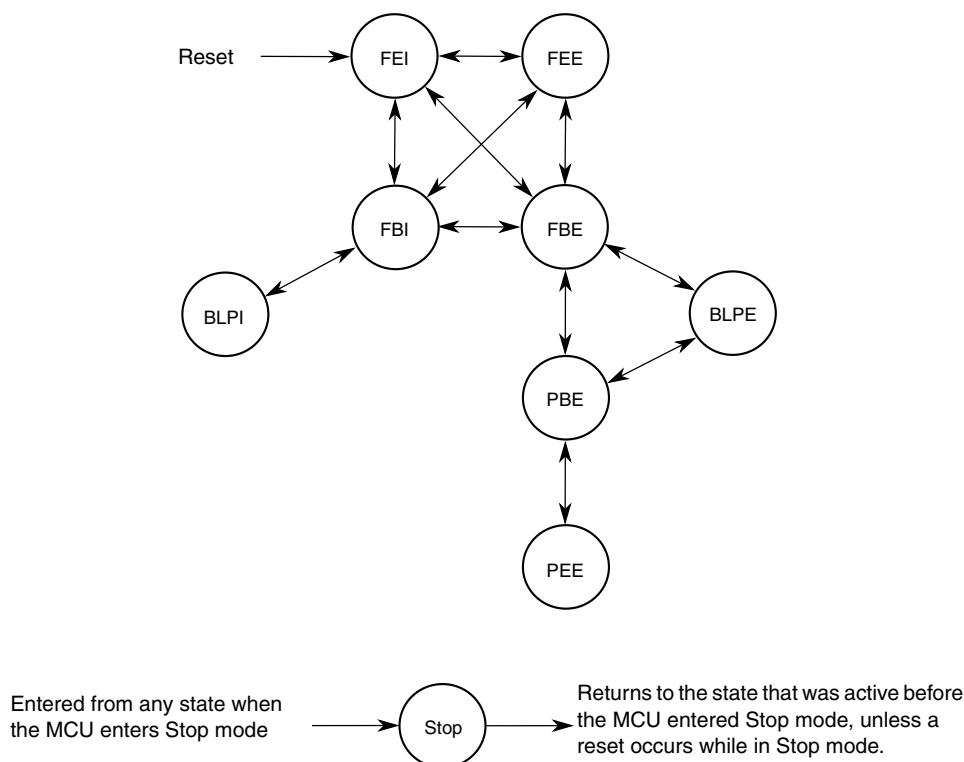 Reset
FEI
FEE
FBI
FBE
BLPI
BLPE
PBE
PEE
Entered from any state when
the MCU enters Stop mode
Stop
Returns to the state that was active before
the MCU entered Stop mode, unless a
reset occurs while in Stop mode.